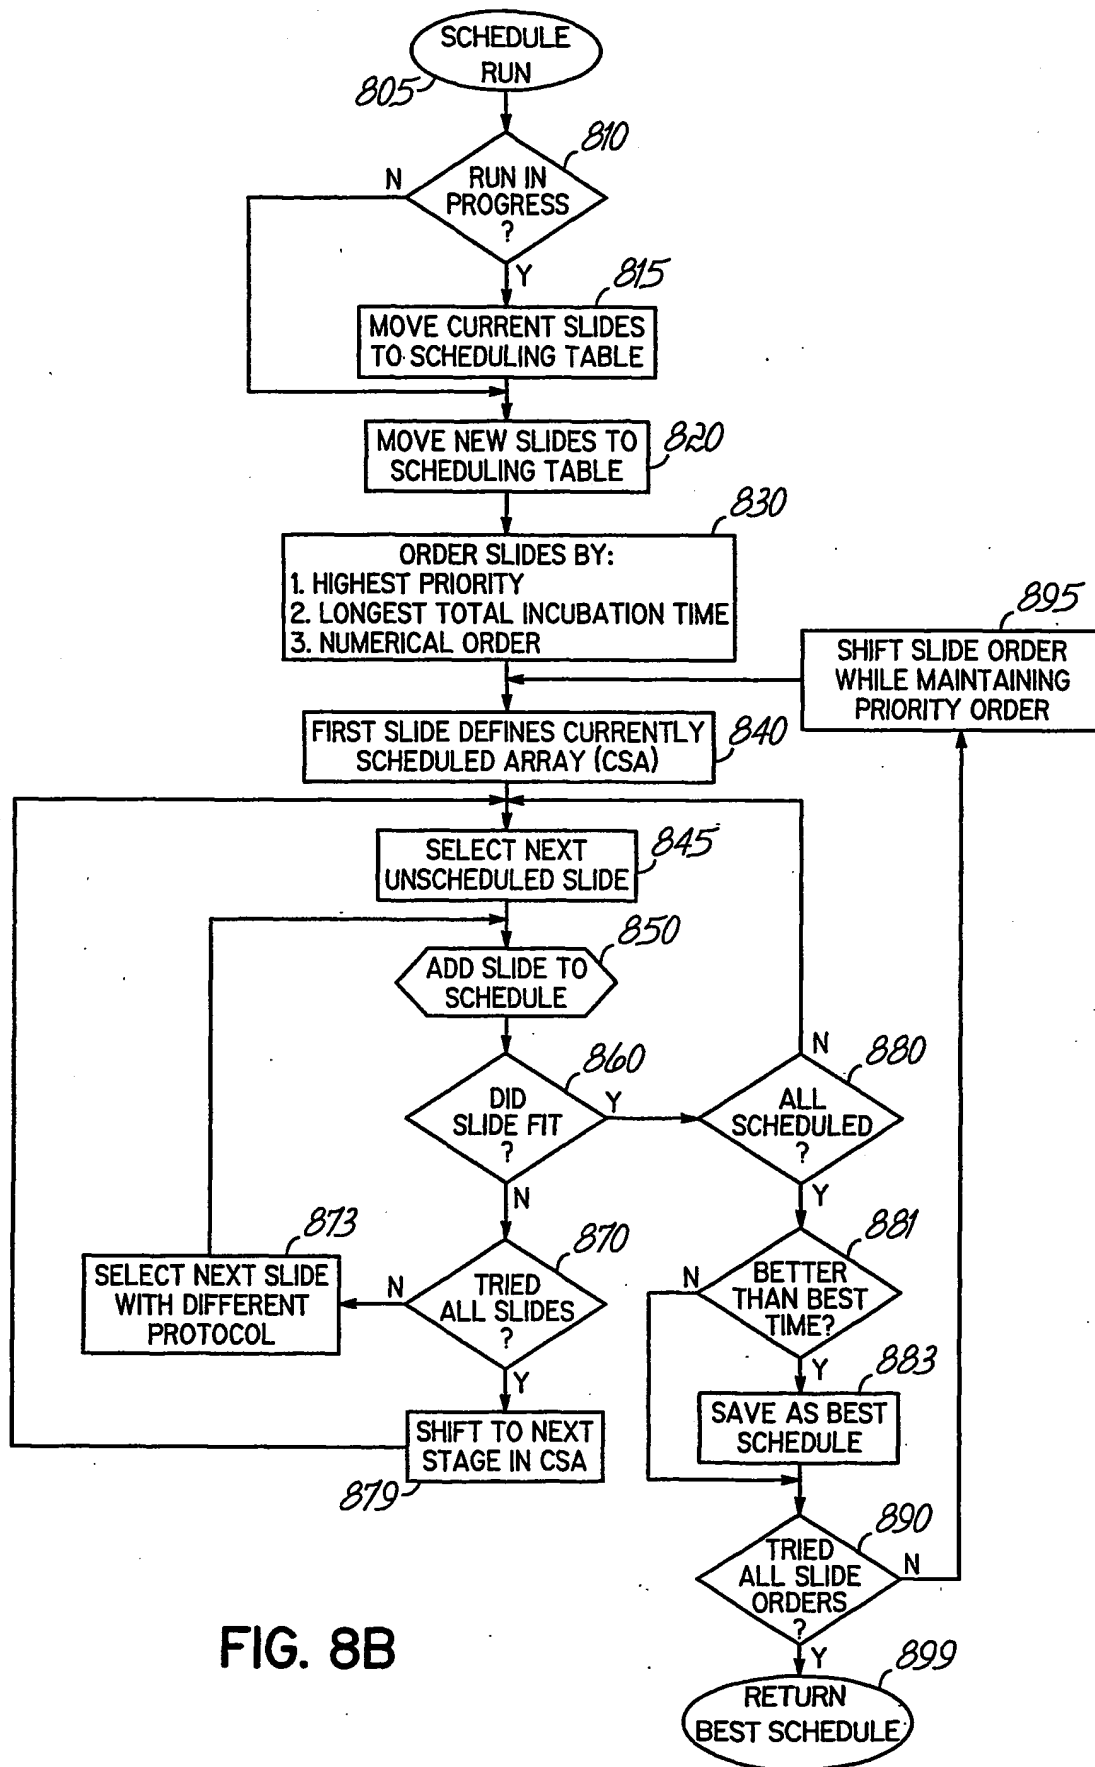 SCHEDULE
RUN
805
810
N
RUN IN
PROGRESS
?
Y
815
MOVE CURRENT SLIDES
TO SCHEDULING TABLE
MOVE NEW SLIDES TO
SCHEDULING TABLE
820
830
ORDER SLIDES BY:
1. HIGHEST PRIORITY
2. LONGEST TOTAL INCUBATION TIME
3. NUMERICAL ORDER
895
SHIFT SLIDE ORDER
WHILE MAINTAINING
PRIORITY ORDER
FIRST SLIDE DEFINES CURRENTLY
SCHEDULED ARRAY (CSA)
840
SELECT NEXT
UNSCHEDULED SLIDE
845
850
ADD SLIDE TO
SCHEDULE
860
DID
SLIDE FIT
?
Y
N
N
880
ALL
SCHEDULED
?
Y
873
SELECT NEXT SLIDE
WITH DIFFERENT
PROTOCOL
N
870
TRIED
ALL SLIDES
?
Y
881
N
BETTER
THAN BEST
TIME?
Y
883
SAVE AS BEST
SCHEDULE
SHIFT TO NEXT
STAGE IN CSA
879
890
TRIED
ALL SLIDE
ORDERS
?
N
Y
899
RETURN
BEST SCHEDULE
FIG. 8B